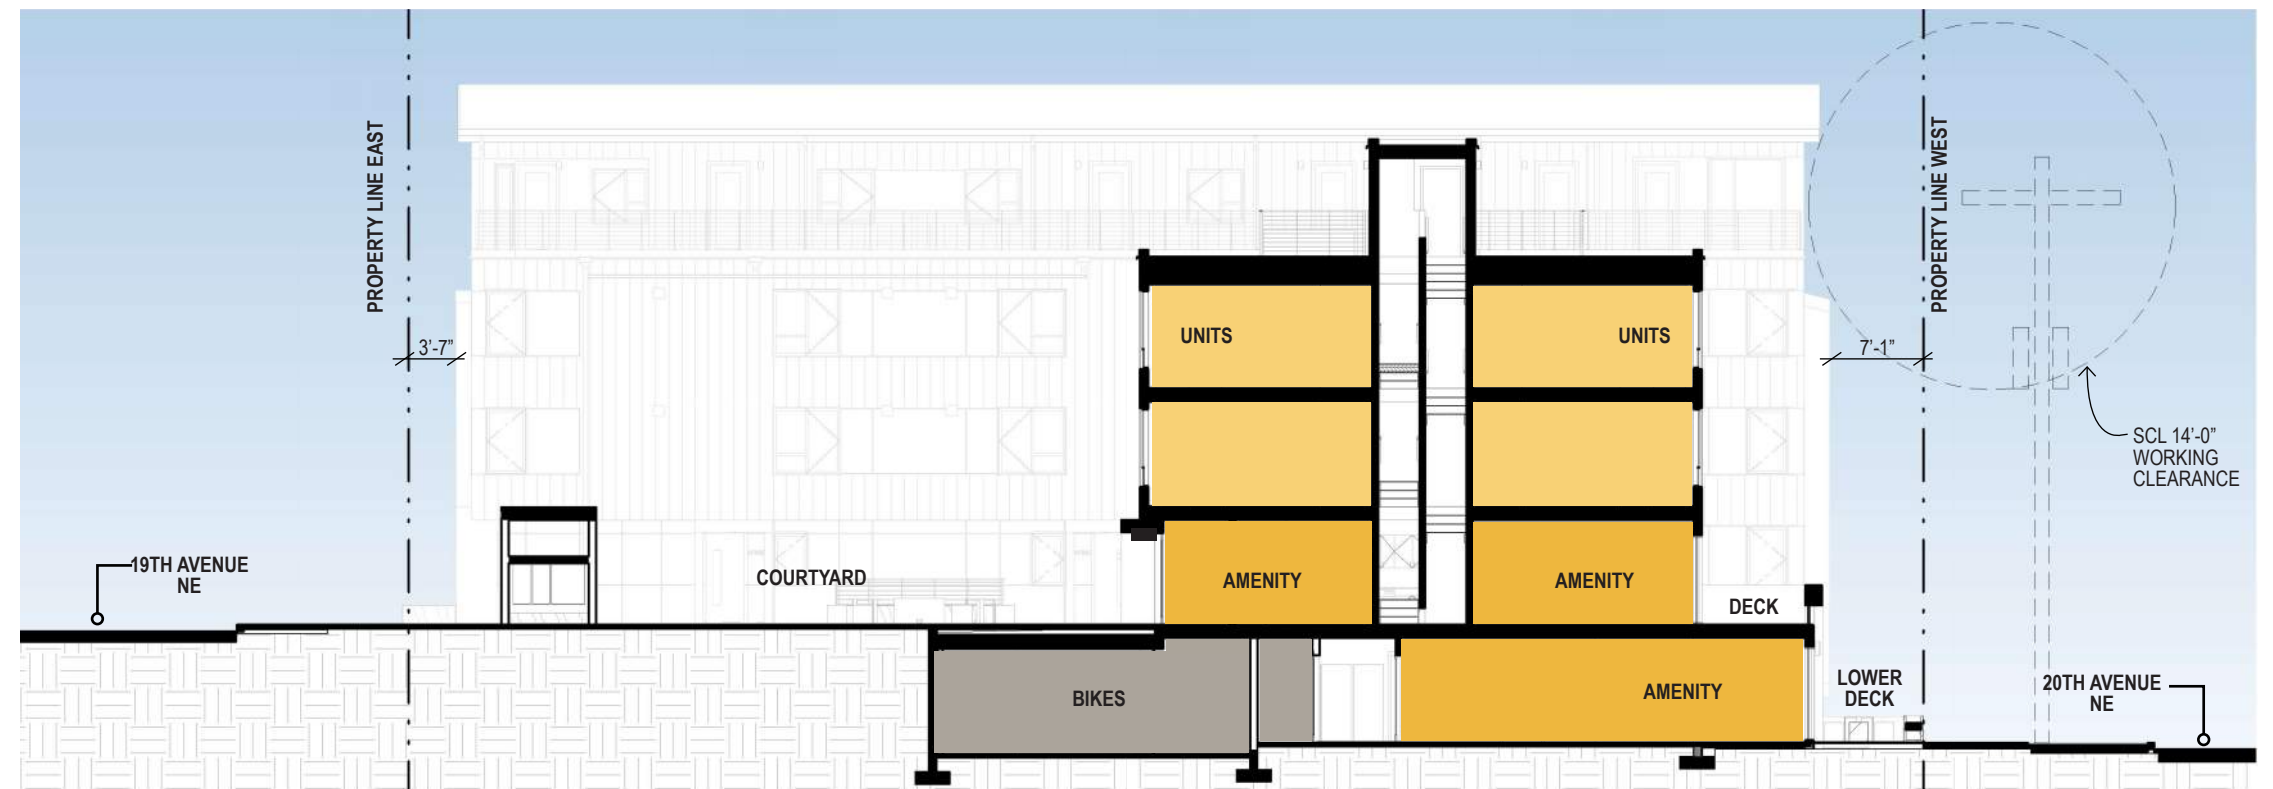 PROPERTY LINE EAST
PROPERTY LINE WEST
UNITS
UNITS
3'-7"
7'-1"
SCL 14'-0"
WORKING
CLEARANCE
19TH AVENUE
NE
COURTYARD
AMENITY
AMENITY
DECK
BIKES
AMENITY
LOWER
DECK
20TH AVENUE
NE